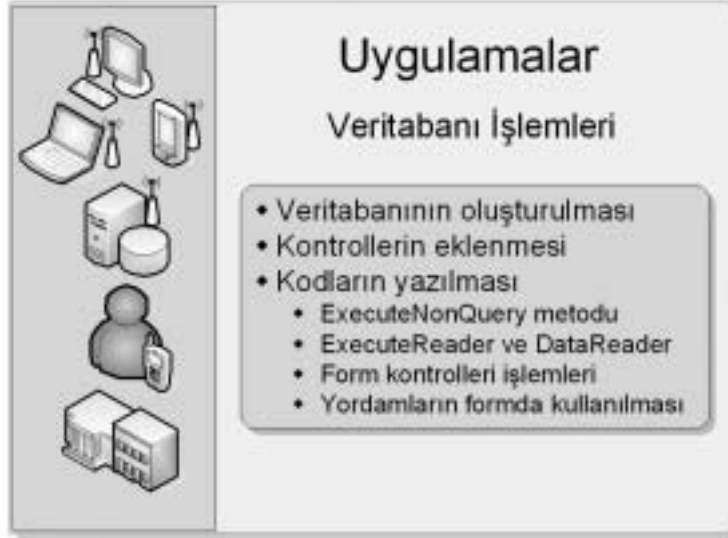 Uygulamalar
Veritabanı İşlemleri
• Veritabanının oluşturulması
• Kontrollerin eklenmesi
• Kodların yazılması
• ExecuteNonQuery metodu
• ExecuteReader ve DataReader
• Form kontrolleri işlemleri
• Yordamların formda kullanılması